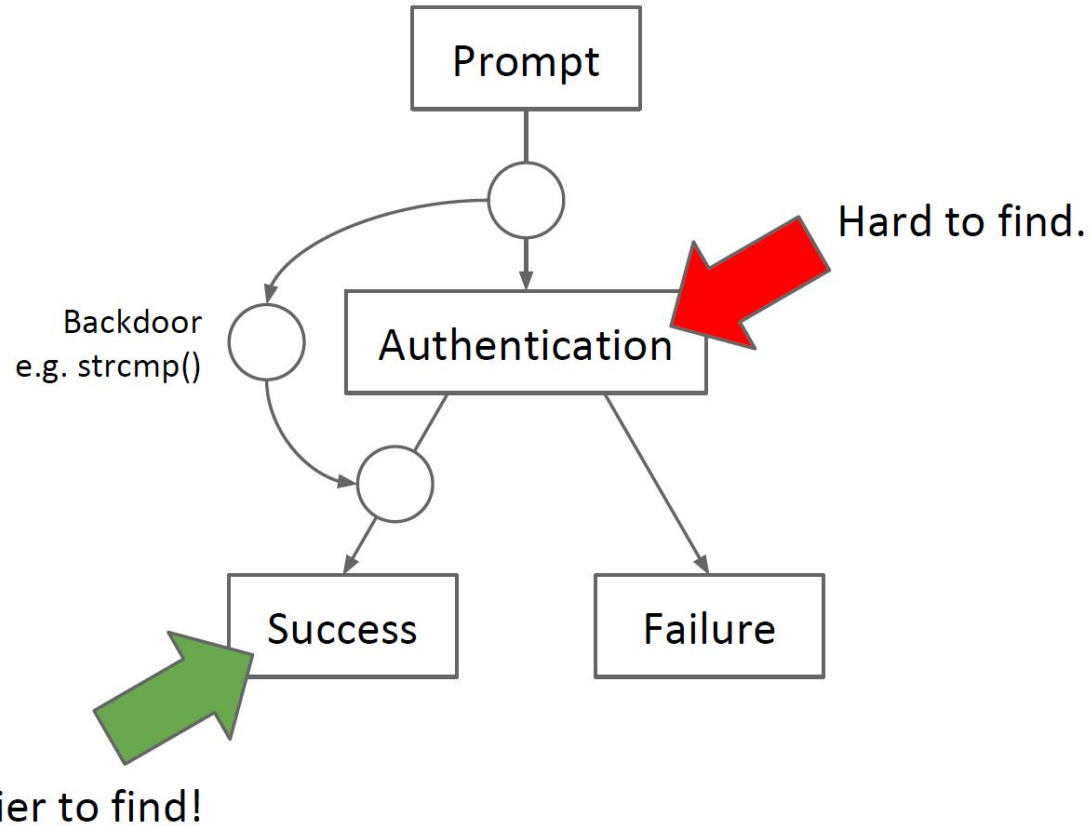 Prompt
Hard to find.
Backdoor
e.g. strcmp()
Authentication
Success
Failure
ier to find!